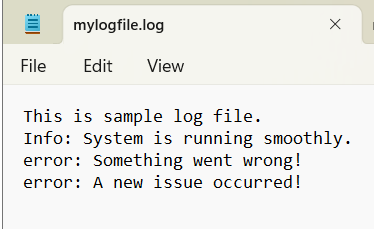 mylogfile.log
File Edit View
This is sample log file.
Info: System is running smoothly.
error: Something went wrong!
error: A new issue occurred!